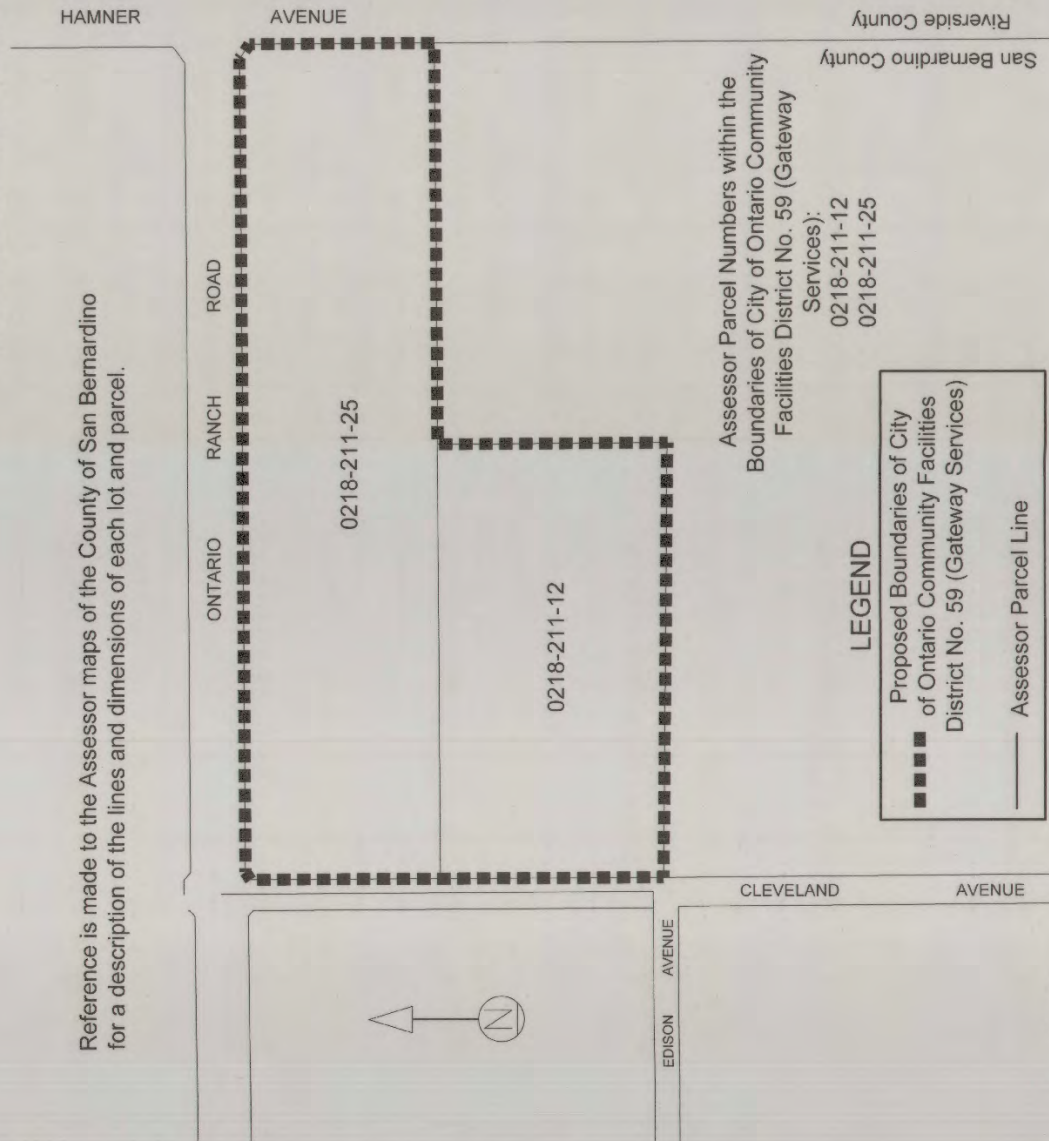 Reference is made to the Assessor maps of the County of San Bernardino
for a description of the lines and dimensions of each lot and parcel.
HAMNER
AVENUE
ONTARIO RANCH ROAD
0218-211-25
0218-211-12
CLEVELAND AVENUE
EDISON AVENUE
N
San Bernardino County
Riverside County
Assessor Parcel Numbers within the
Boundaries of City of Ontario Community
Facilities District No. 59 (Gateway
Services):
0218-211-12
0218-211-25
LEGEND
Proposed Boundaries of City
of Ontario Community Facilities
District No. 59 (Gateway Services)
Assessor Parcel Line